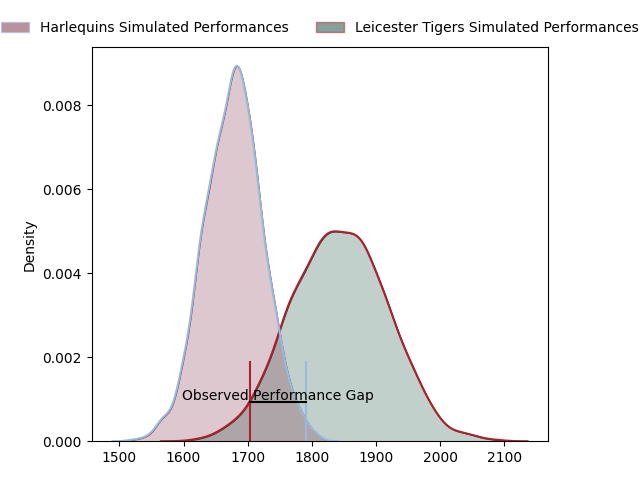 Harlequins Simulated Performances
Leicester Tigers Simulated Performances
0.008
0.006
0.004
0.002
0.000
Density
Observed Performance Gap
1500 1600 1700 1800 1900 2000 2100